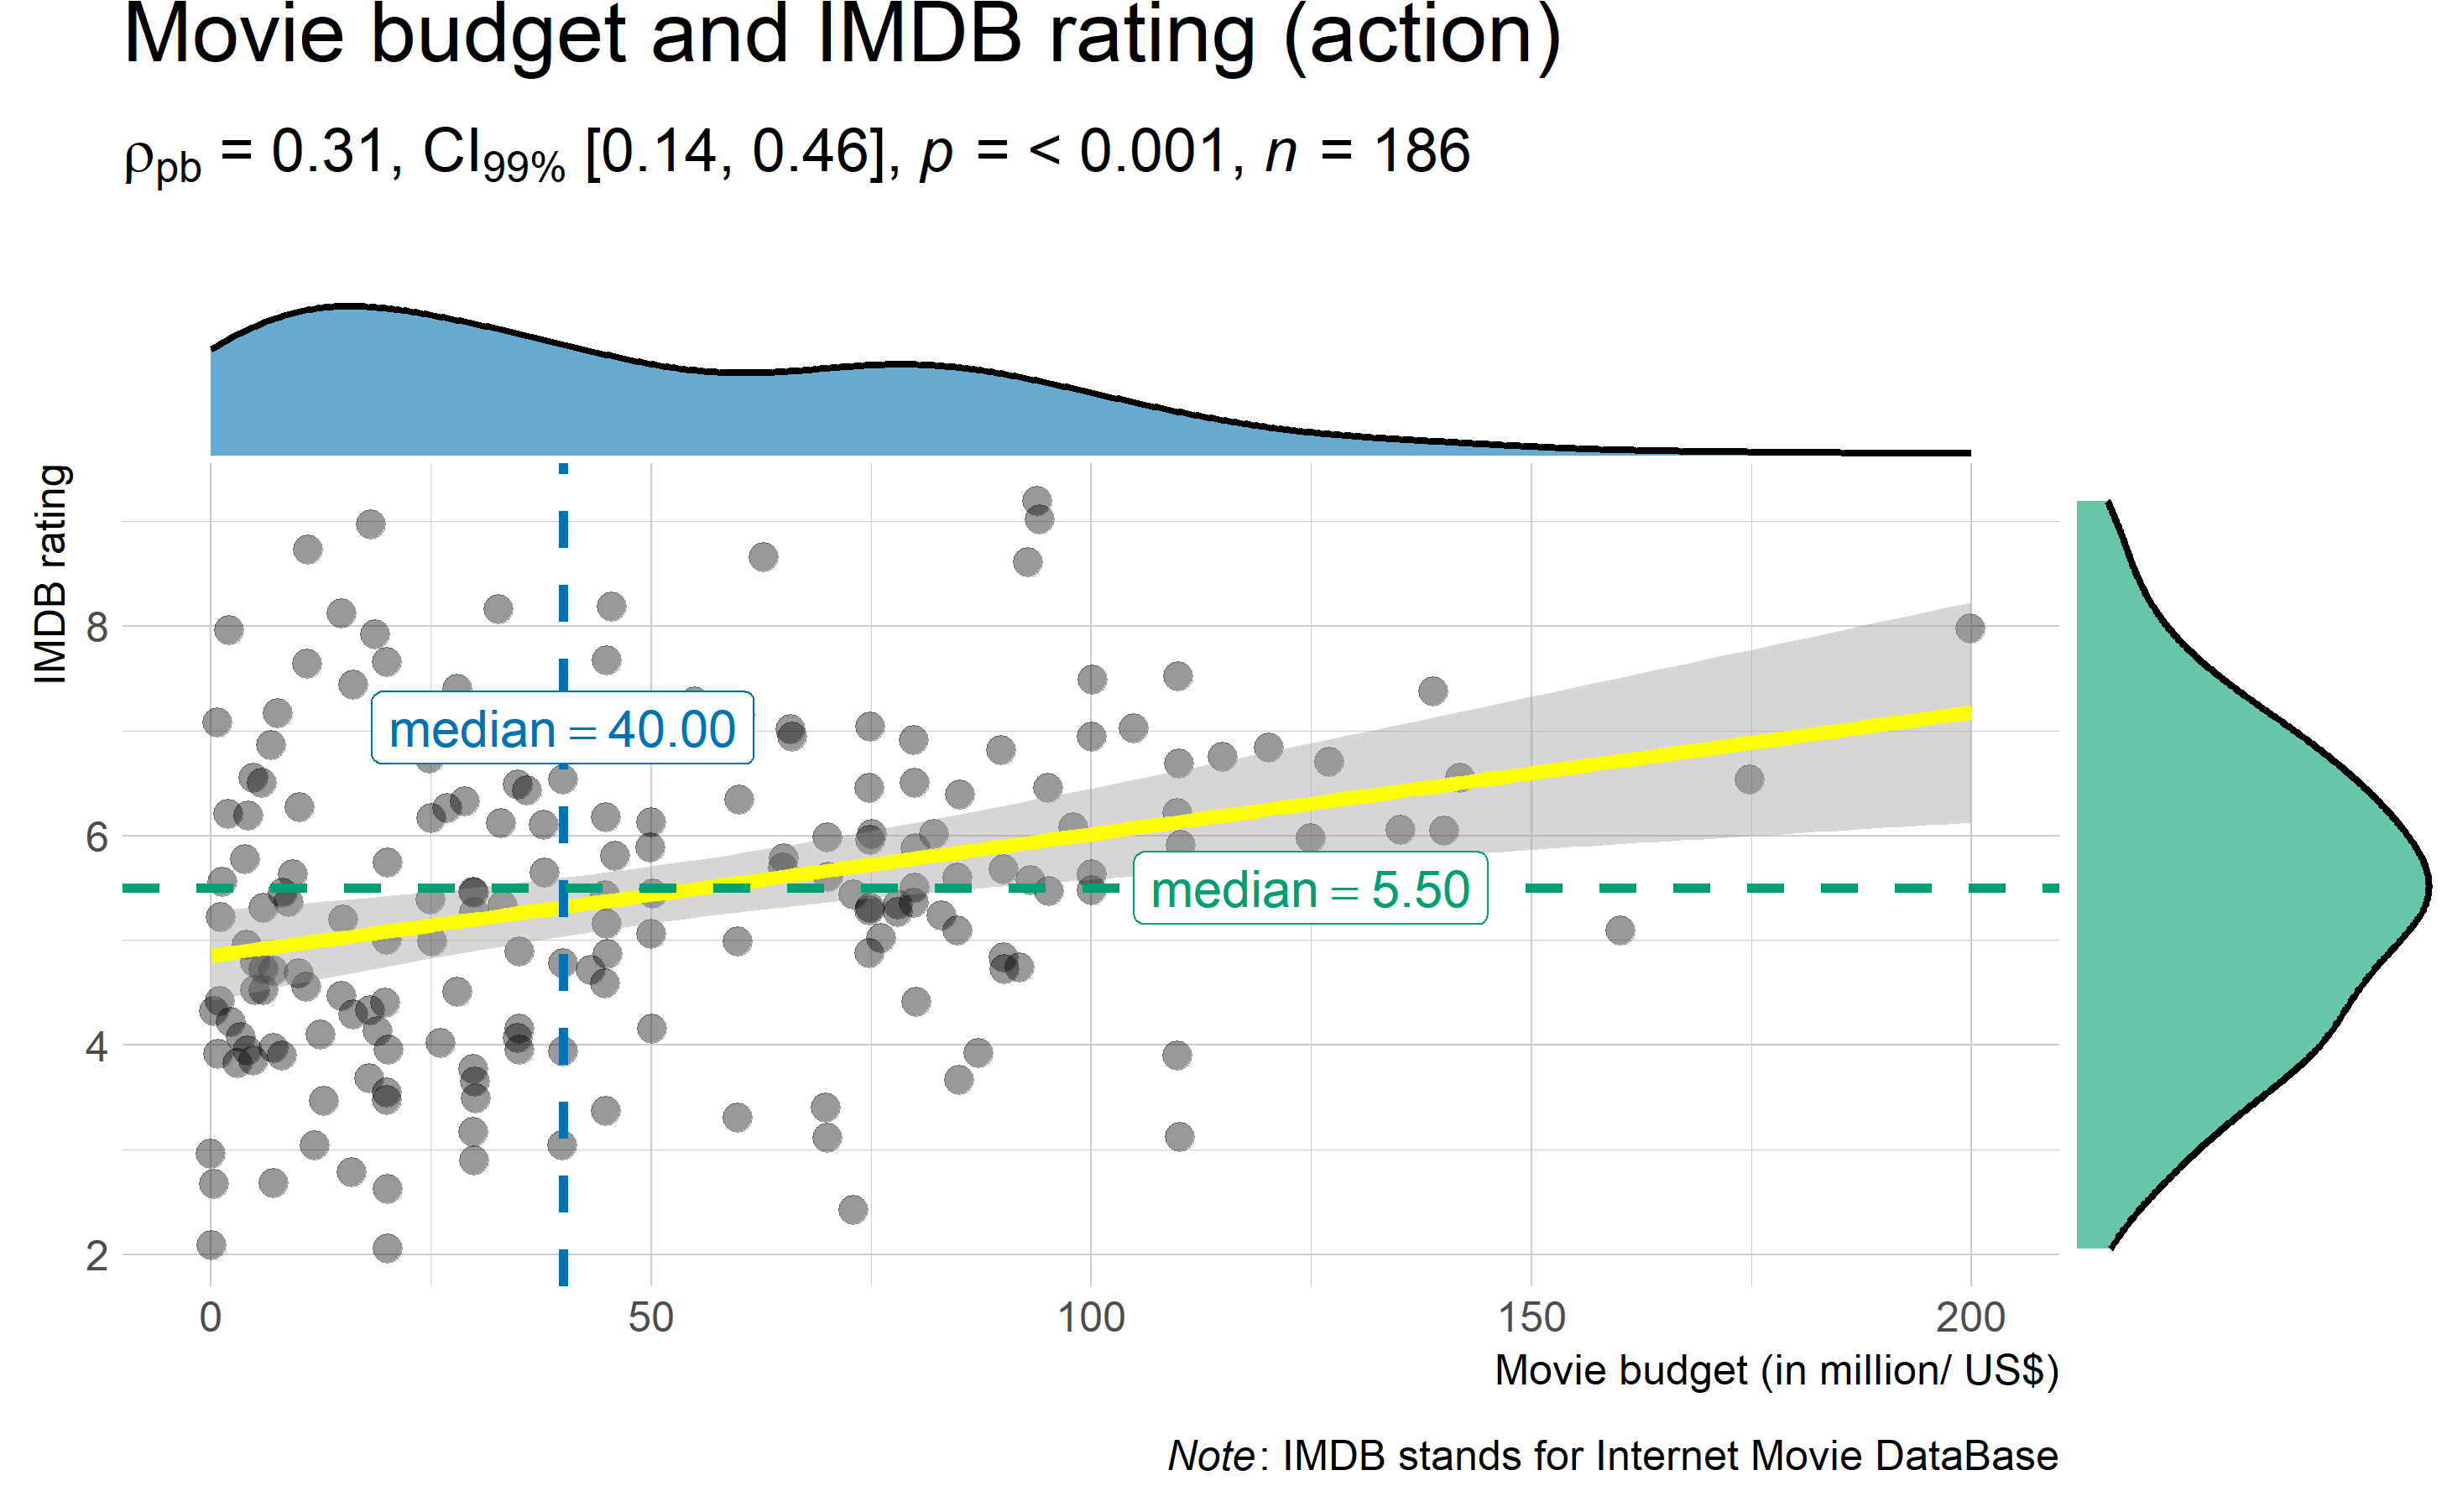 Movie budget and IMDB rating (action)
ρpb = 0.31, CI99% [0.14, 0.46], p = < 0.001, n = 186
IMDB rating
8
6
4
2
median = 40.00
median = 5.50
0 50 100 150 200
Movie budget (in million/ US$)
Note: IMDB stands for Internet Movie DataBase